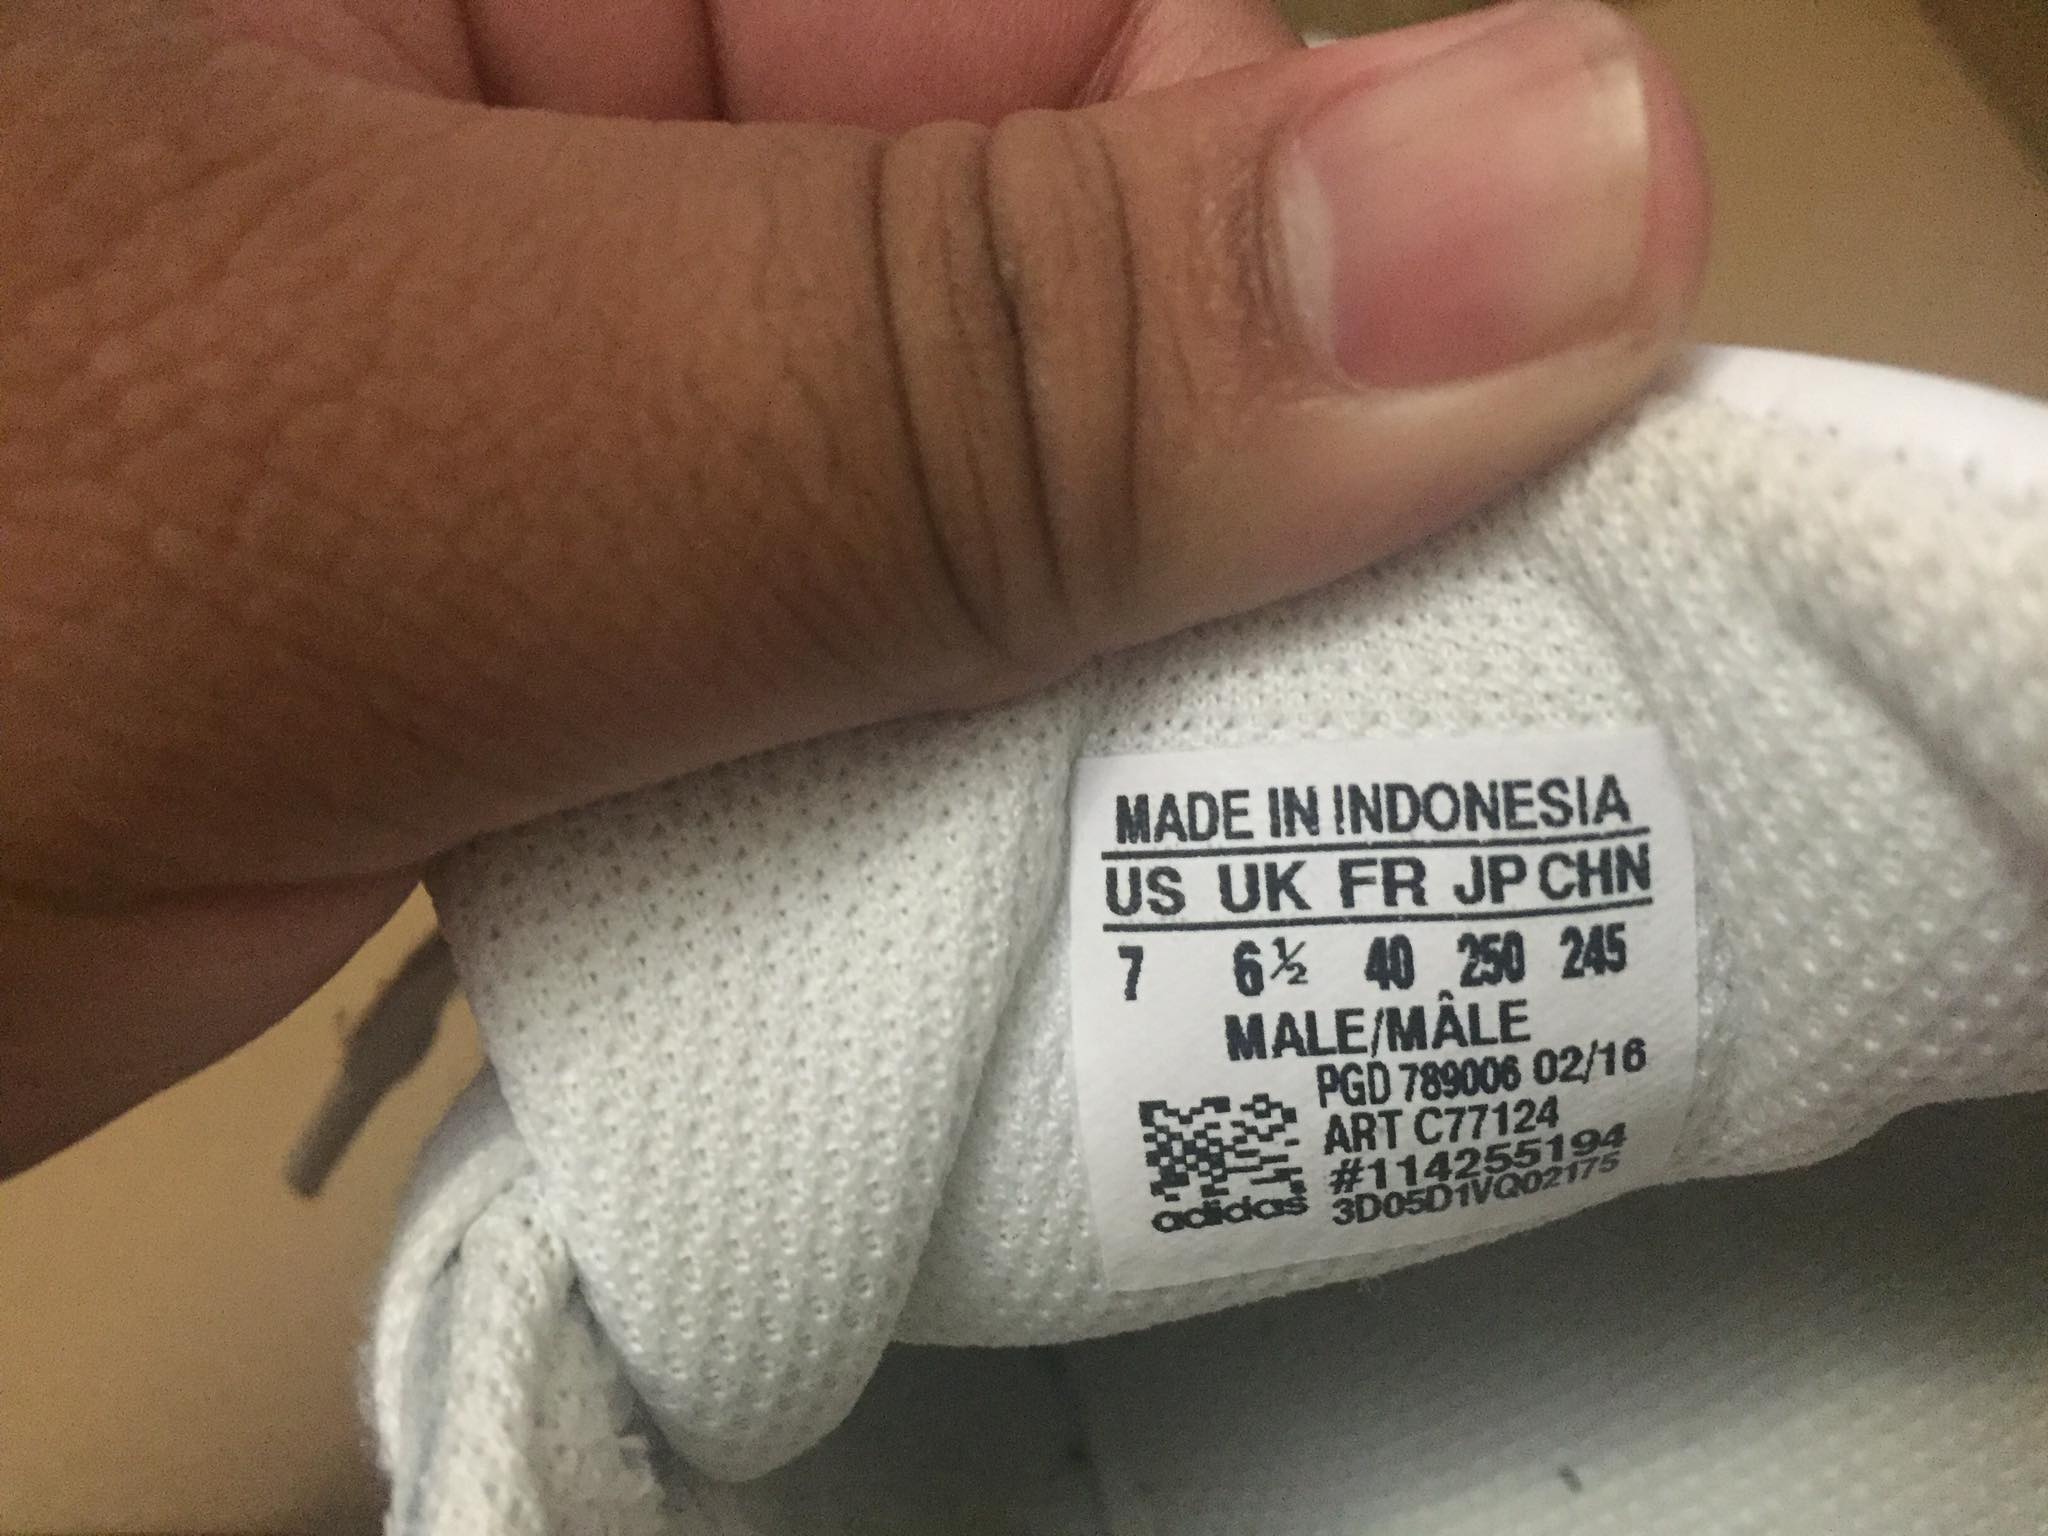 MADE IN INDONESIA
US UK FR JP CHN
7 6½ 40 250 245
MALE/MÂLE
PGD 789006 02/16
ART C77124
#114255194
3D05D1VQ02175
adidas